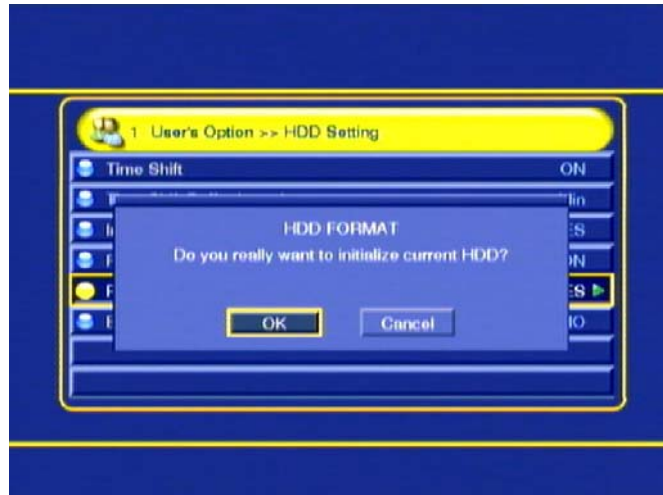 1 User's Option >> HDD Setting
Time Shift ON
HDD FORMAT
Do you really want to initialize current HDD?
OK Cancel